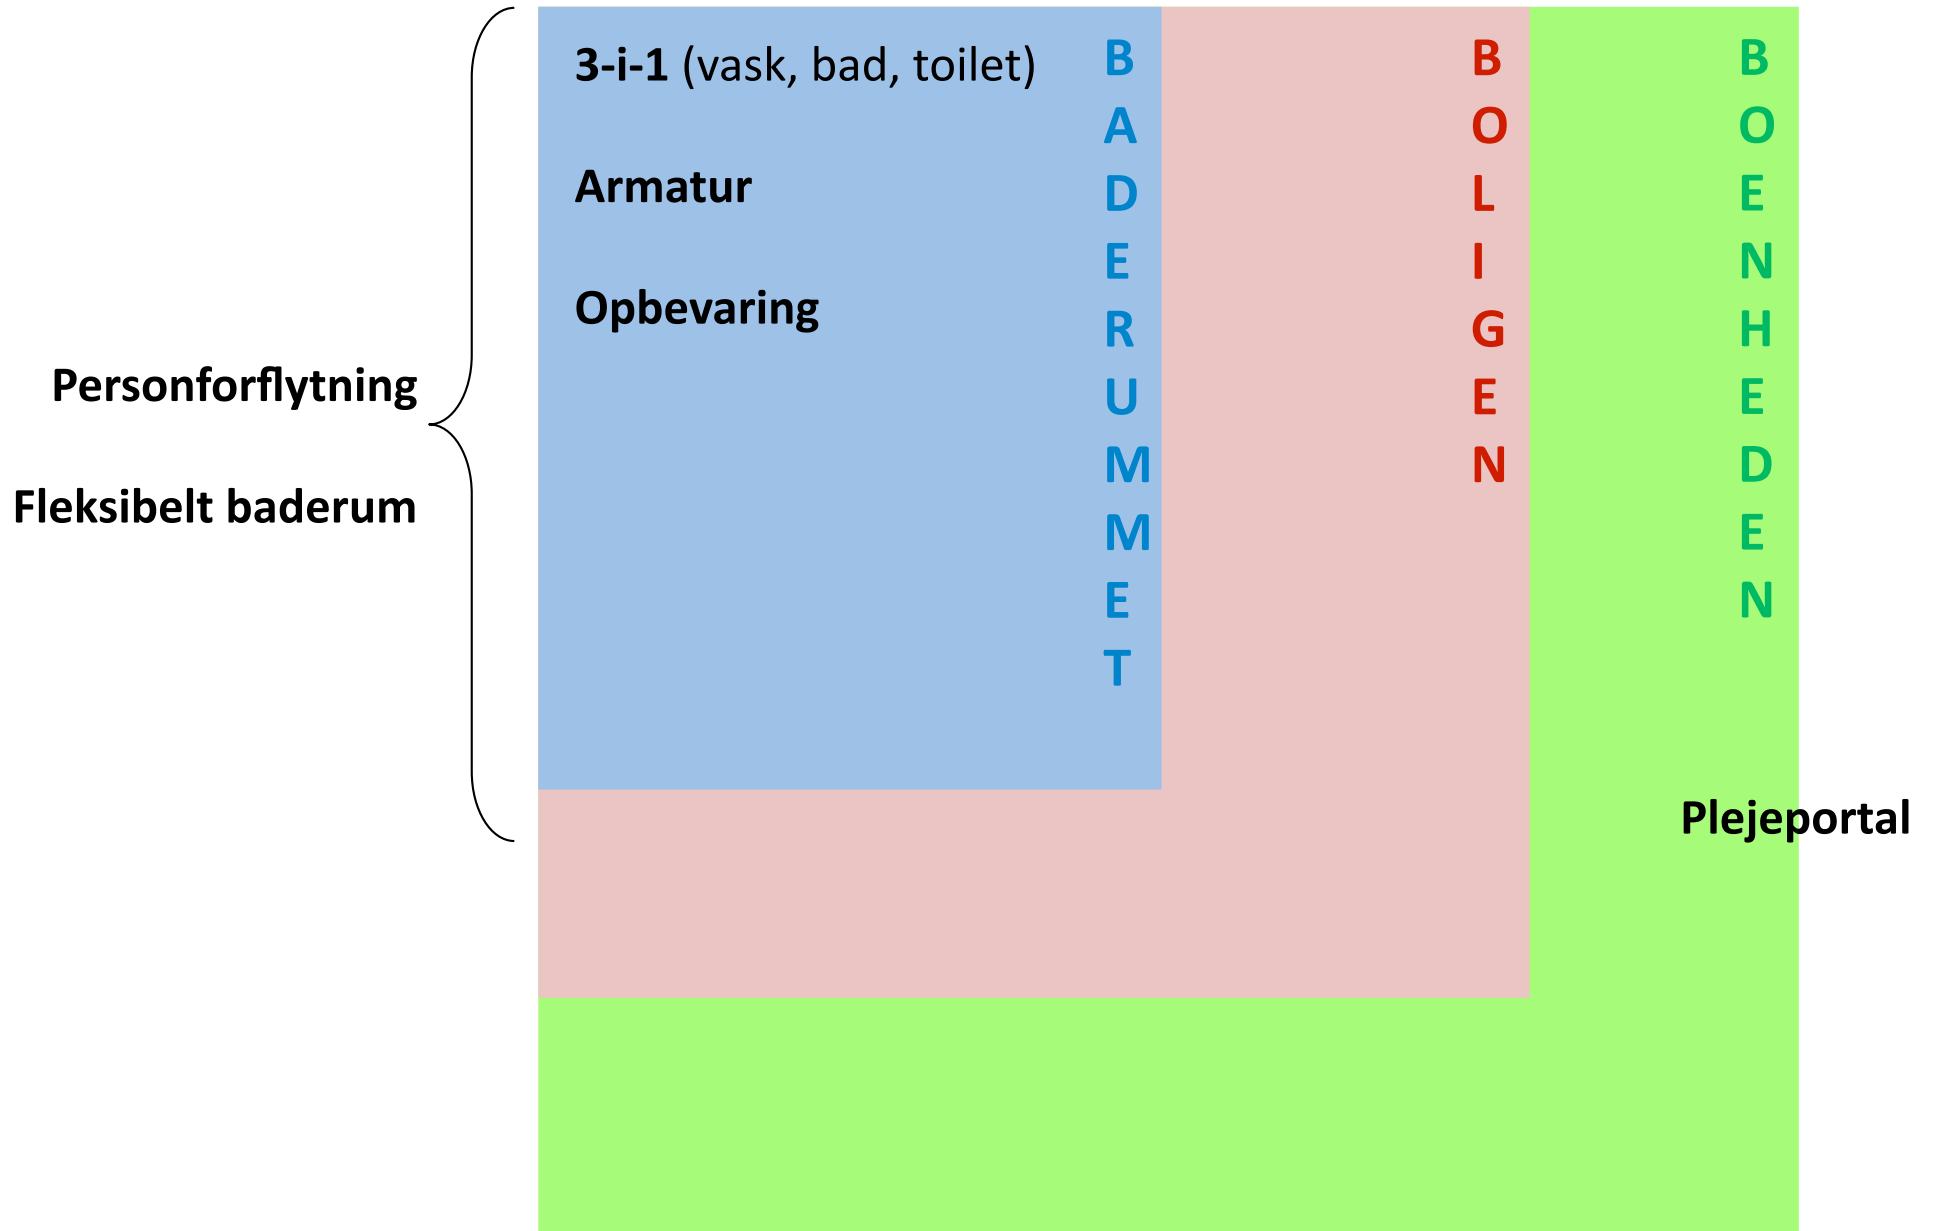 3-i-1 (vask, bad, toilet)
Armatur
Opbevaring
BADERUMMET
BOLIGEN
BOENHEDEN
Personforflytning
Fleksibelt baderum
Plejeportal